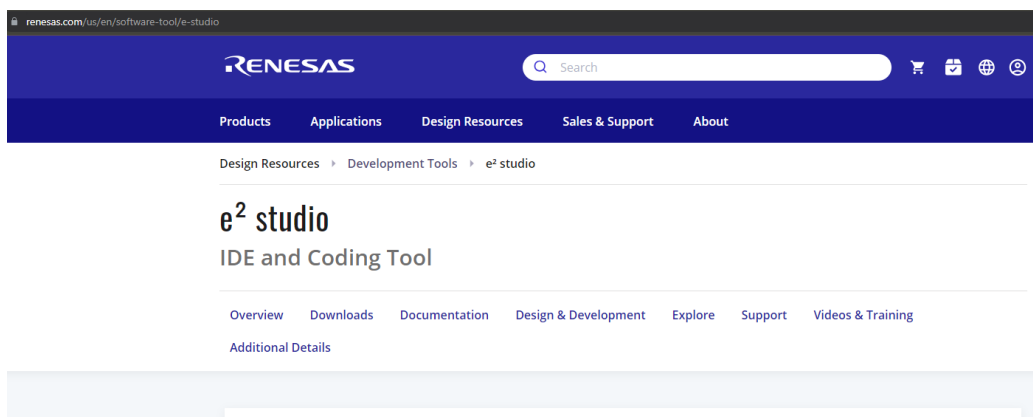 renesas.com/us/en/software-tool/e-studio
RENESAS
Search
Products Applications Design Resources Sales & Support About
Design Resources Development Tools e² studio
e² studio
IDE and Coding Tool
Overview Downloads Documentation Design & Development Explore Support Videos & Training
Additional Details